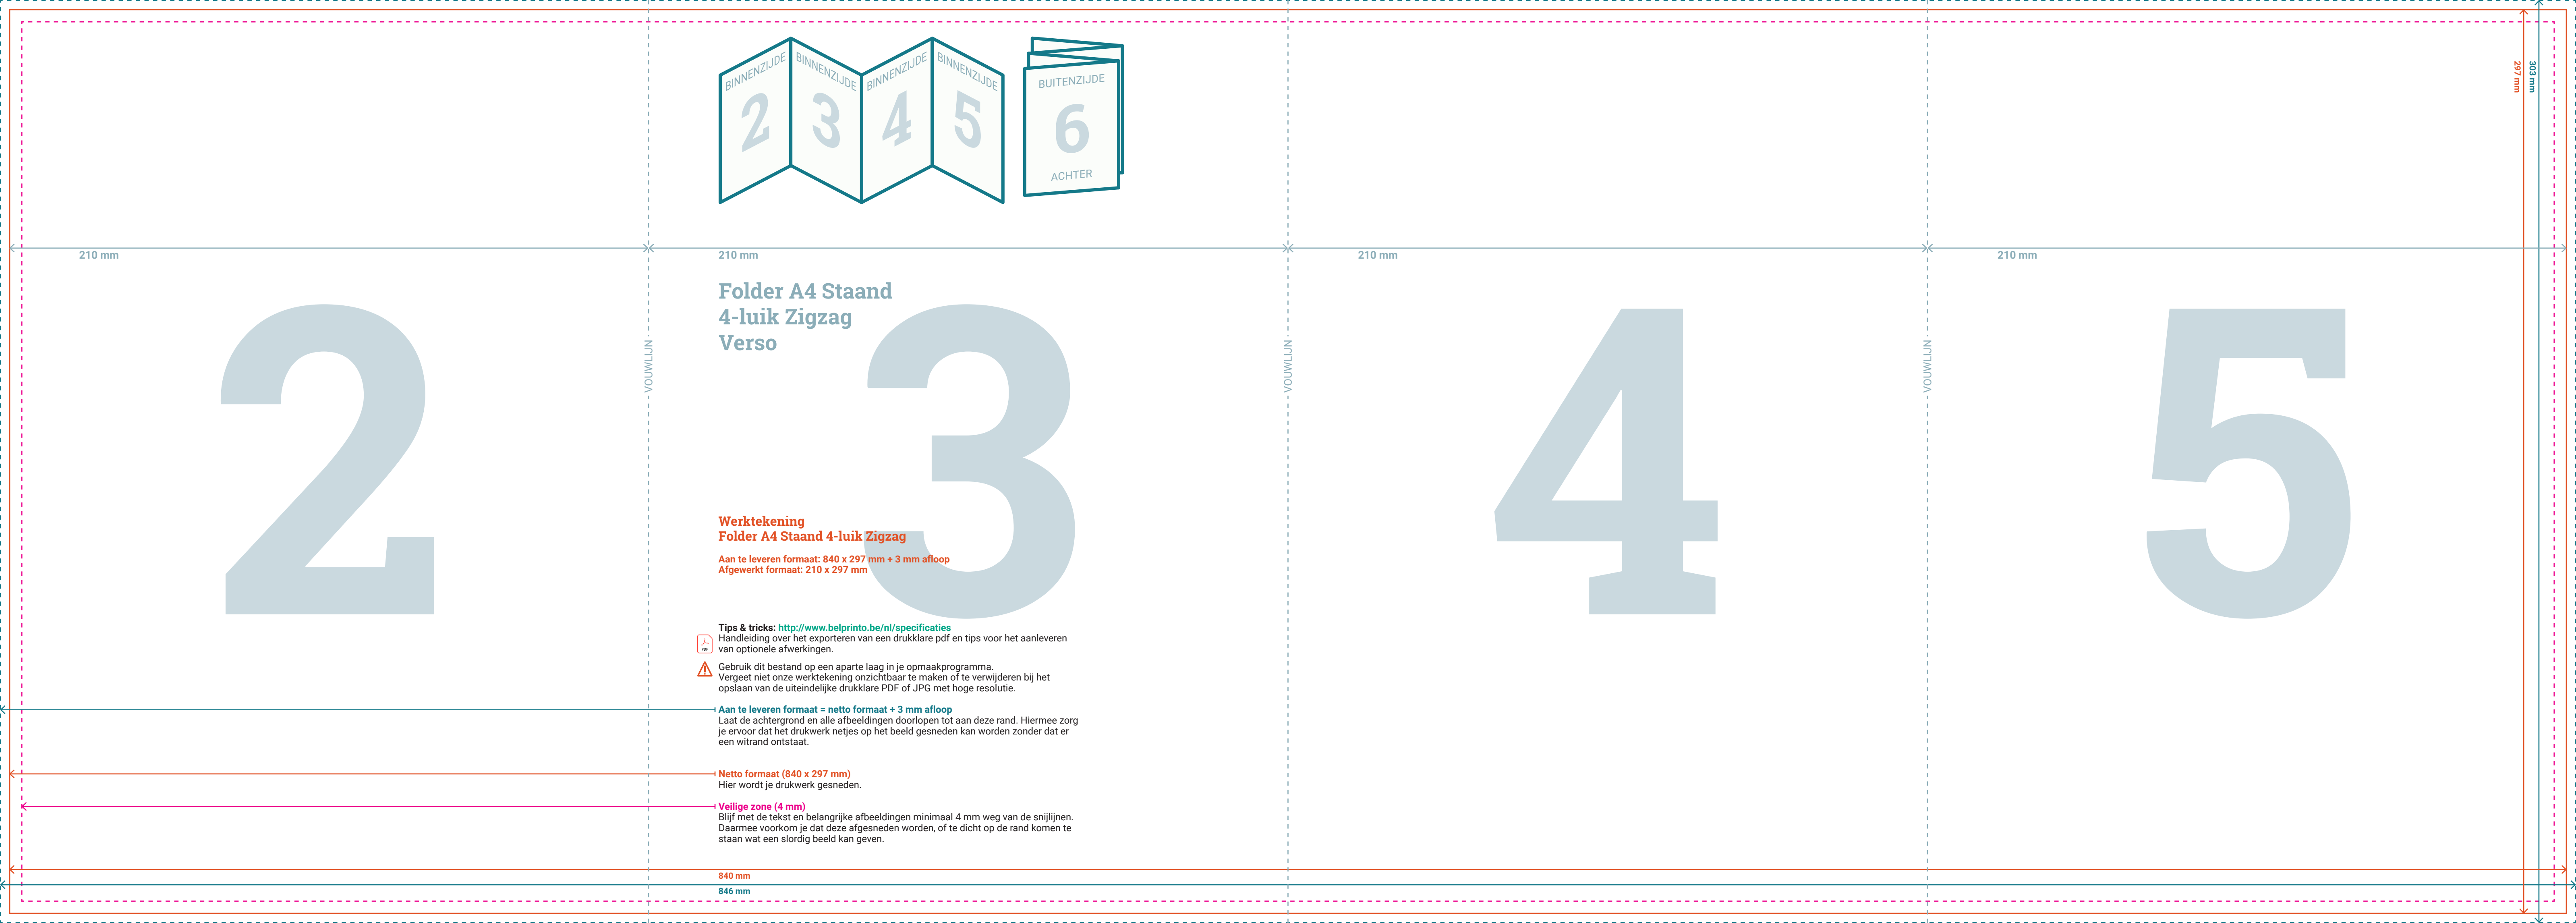 BINNENZIJDE
2
BINNENZIJDE
3
BINNENZIJDE
4
BINNENZIJDE
5
BUITENZIJDE
6
ACHTER
297 mm
303 mm
210 mm
210 mm
210 mm
210 mm
2
VOUWLIJN
Folder A4 Staand
4-luik Zigzag
Verso
3
VOUWLIJN
4
VOUWLIJN
5
Werktekening
Folder A4 Staand 4-luik Zigzag
Aan te leveren formaat: 840 x 297 mm + 3 mm afloop
Afgewerkt formaat: 210 x 297 mm
Tips & tricks: http://www.belprinto.be/nl/specificaties
Handleiding over het exporteren van een drukklare pdf en tips voor het aanleveren
van optionele afwerkingen.
PDF
Gebruik dit bestand op een aparte laag in je opmaakprogramma.
Vergeet niet onze werktekening onzichtbaar te maken of te verwijderen bij het
opslaan van de uiteindelijke drukklare PDF of JPG met hoge resolutie.
Aan te leveren formaat = netto formaat + 3 mm afloop
Laat de achtergrond en alle afbeeldingen doorlopen tot aan deze rand. Hiermee zorg
je ervoor dat het drukwerk netjes op het beeld gesneden kan worden zonder dat er
een witrand ontstaat.
Netto formaat (840 x 297 mm)
Hier wordt je drukwerk gesneden.
Veilige zone (4 mm)
Blijf met de tekst en belangrijke afbeeldingen minimaal 4 mm weg van de snijlijnen.
Daarmee voorkom je dat deze afgesneden worden, of te dicht op de rand komen te
staan wat een slordig beeld kan geven.
840 mm
846 mm